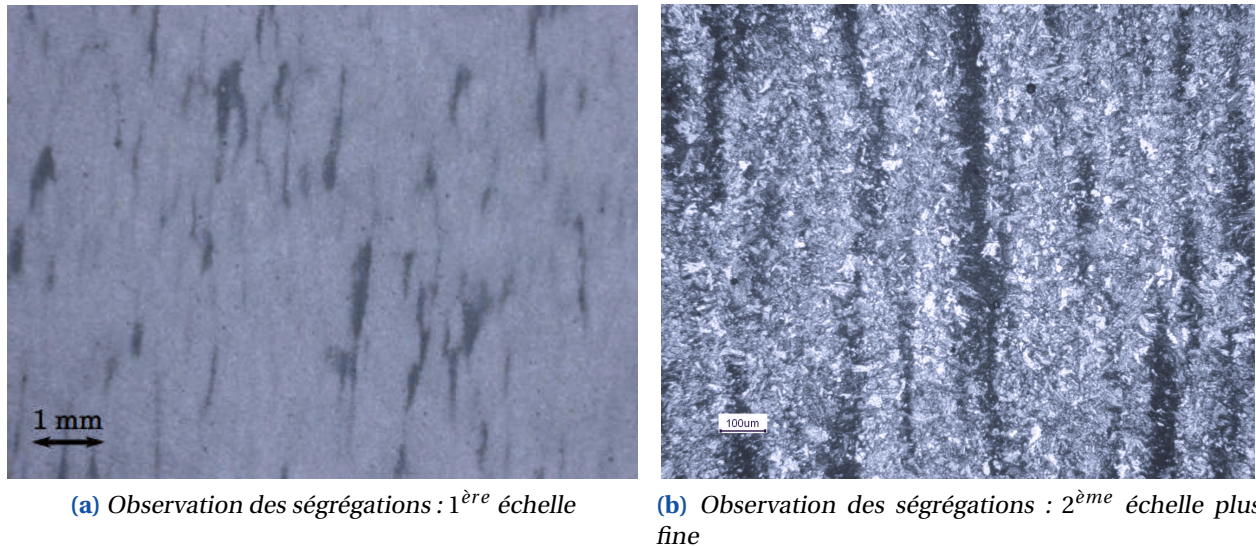 1 mm
100um
(a) Observation des ségrégations : 1ère échelle
(b) Observation des ségrégations : 2ème échelle plus
fine